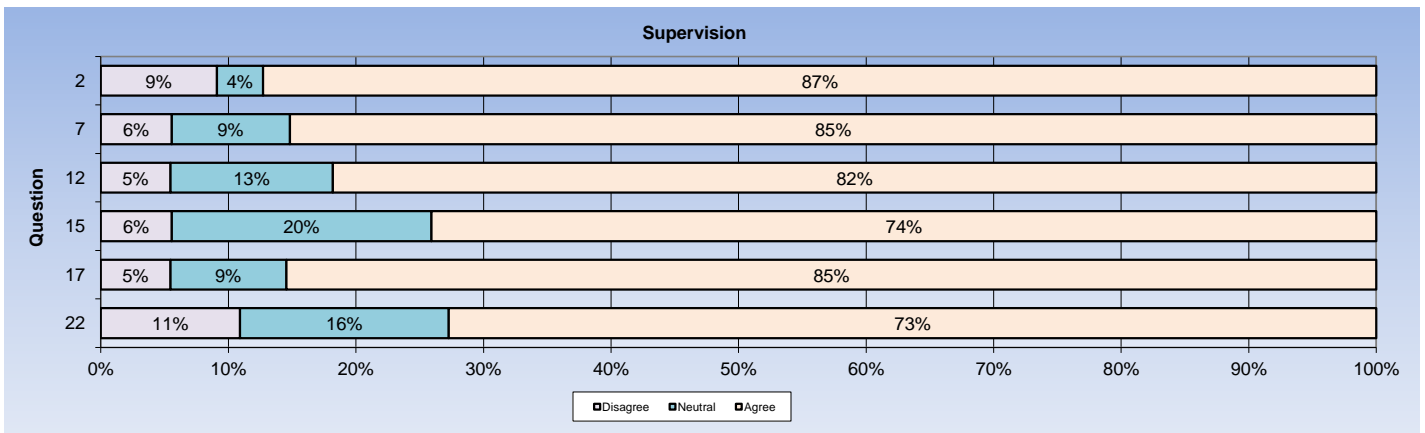 Supervision
Question
2 9% 4% 87%
7 6% 9% 85%
12 5% 13% 82%
15 6% 20% 74%
17 5% 9% 85%
22 11% 16% 73%
0% 10% 20% 30% 40% 50% 60% 70% 80% 90% 100%
Disagree Neutral Agree